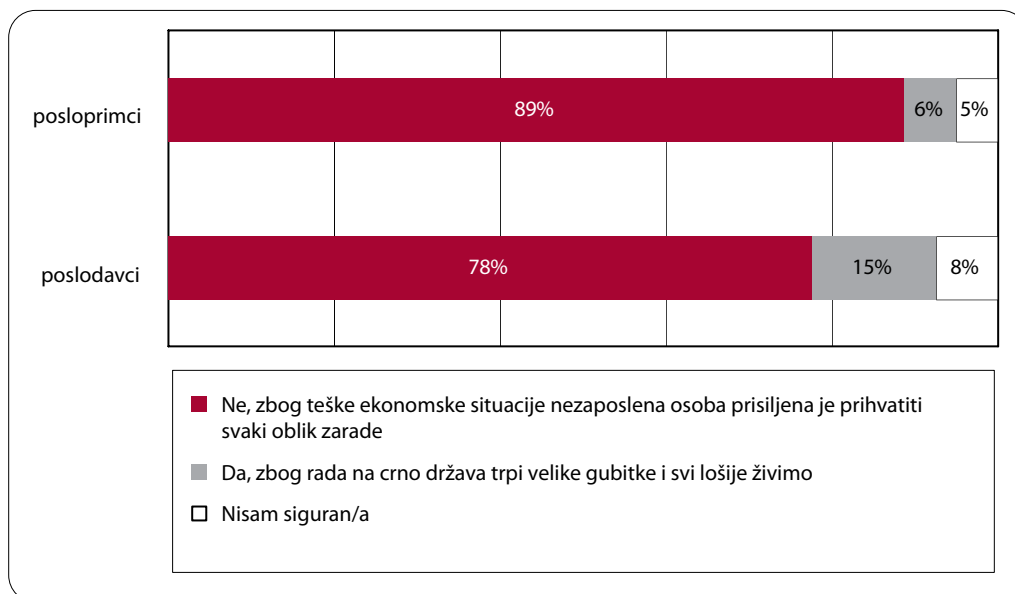 posloprimci
89%
6%
5%
poslodavci
78%
15%
8%
Ne, zbog teške ekonomske situacije nezaposlena osoba prisiljena je prihvatiti
svaki oblik zarade
Da, zbog rada na crno država trpi velike gubitke i svi lošije živimo
Nisam siguran/a